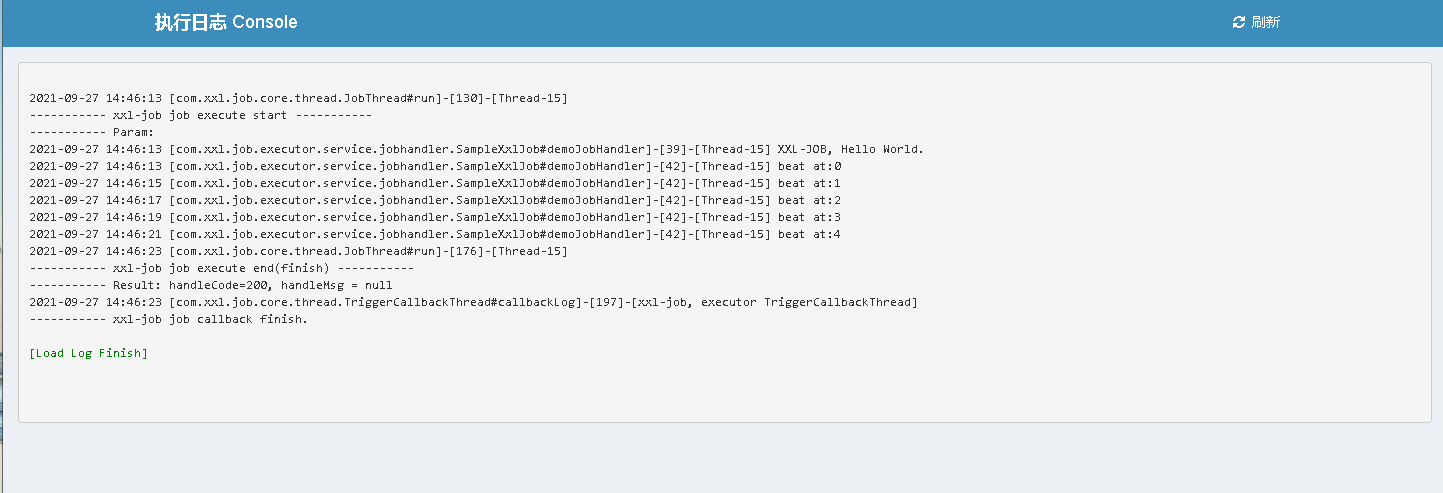 执行日志 Console
刷新
2021-09-27 14:46:13 [com.xxl.job.core.thread.JobThread#run]-[130]-[Thread-15]
----------- xxl-job job execute start -----------
----------- Param:
2021-09-27 14:46:13 [com.xxl.job.executor.service.jobhandler.SampleXxlJob#demoJobHandler]-[39]-[Thread-15] XXL-JOB, Hello World.
2021-09-27 14:46:13 [com.xxl.job.executor.service.jobhandler.SampleXxlJob#demoJobHandler]-[42]-[Thread-15] beat at:0
2021-09-27 14:46:15 [com.xxl.job.executor.service.jobhandler.SampleXxlJob#demoJobHandler]-[42]-[Thread-15] beat at:1
2021-09-27 14:46:17 [com.xxl.job.executor.service.jobhandler.SampleXxlJob#demoJobHandler]-[42]-[Thread-15] beat at:2
2021-09-27 14:46:19 [com.xxl.job.executor.service.jobhandler.SampleXxlJob#demoJobHandler]-[42]-[Thread-15] beat at:3
2021-09-27 14:46:21 [com.xxl.job.executor.service.jobhandler.SampleXxlJob#demoJobHandler]-[42]-[Thread-15] beat at:4
2021-09-27 14:46:23 [com.xxl.job.core.thread.JobThread#run]-[176]-[Thread-15]
----------- xxl-job job execute end(finish) -----------
----------- Result: handleCode=200, handleMsg = null
2021-09-27 14:46:23 [com.xxl.job.core.thread.TriggerCallbackThread#callbackLog]-[197]-[xxl-job, executor TriggerCallbackThread]
----------- xxl-job job callback finish.
[Load Log Finish]